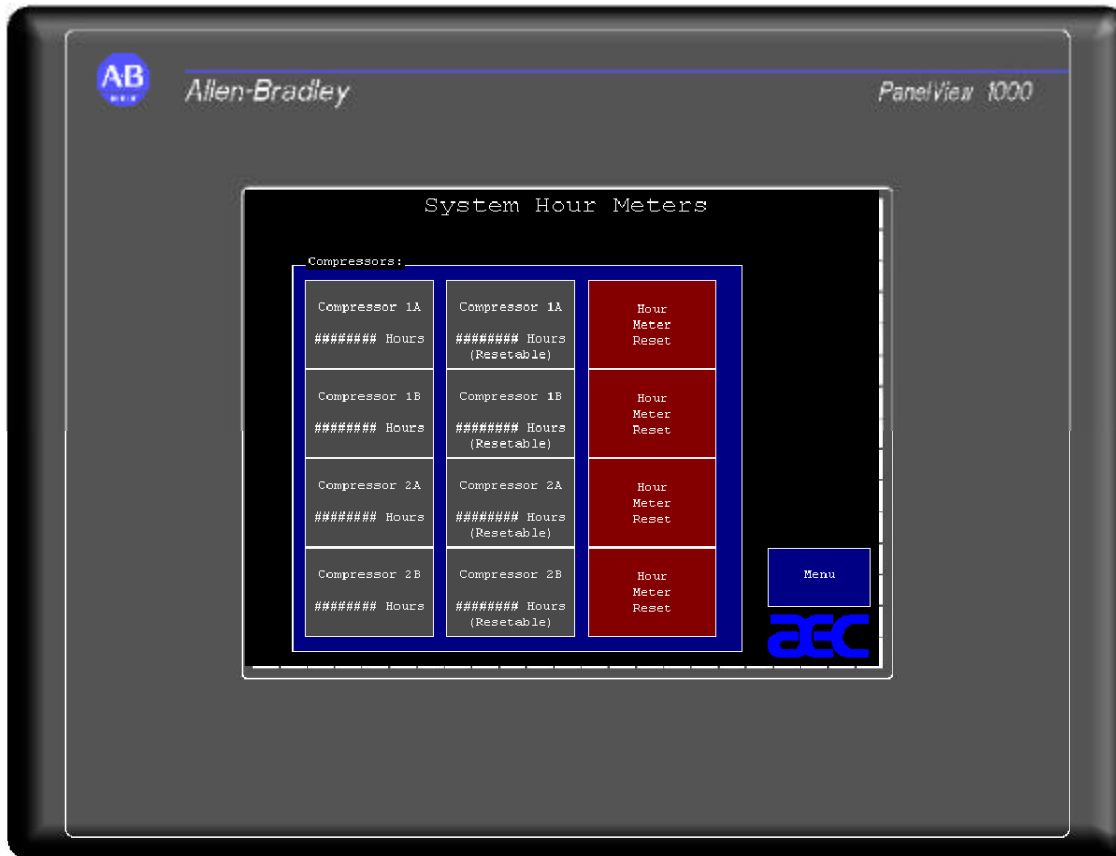 AB
Allen-Bradley
PanelView 1000
System Hour Meters
Compressors:
Compressor 1A
######## Hours
Compressor 1A
######## Hours
(Resetable)
Hour
Meter
Reset
Compressor 1B
######## Hours
Compressor 1B
######## Hours
(Resetable)
Hour
Meter
Reset
Compressor 2A
######## Hours
Compressor 2A
######## Hours
(Resetable)
Hour
Meter
Reset
Compressor 2B
######## Hours
Compressor 2B
######## Hours
(Resetable)
Hour
Meter
Reset
Menu
AEC